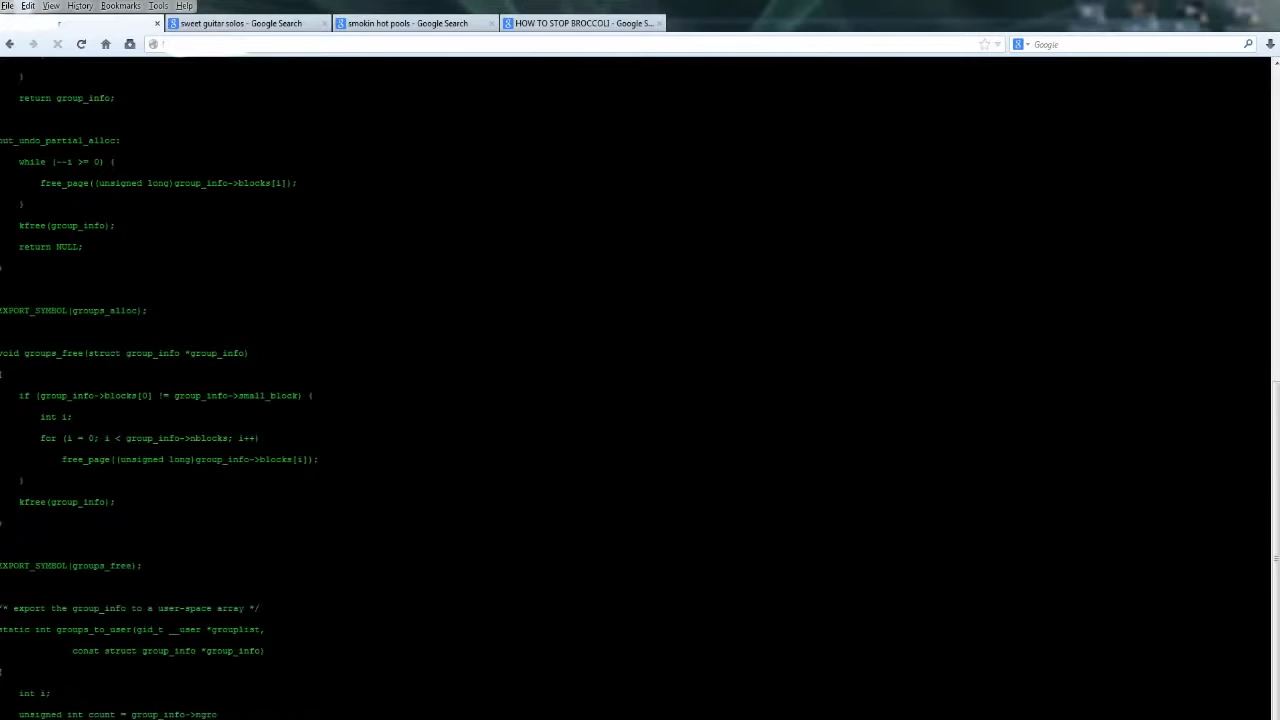 File Edit View History Bookmarks Tools Help
sweet guitar solos - Google Search
smokin hot pools - Google Search
HOW TO STOP BROCCOLI - Google S...
Google
}
return group_info;
out_undo_partial_alloc:
while (--i >= 0) {
free_page((unsigned long)group_info->blocks[i]);
}
kfree(group_info);
return NULL;
}
EXPORT_SYMBOL(groups_alloc);
void groups_free(struct group_info *group_info)
{
if (group_info->blocks[0] != group_info->small_block) {
int i;
for (i = 0; i < group_info->nblocks; i++)
free_page((unsigned long)group_info->blocks[i]);
}
kfree(group_info);
}
EXPORT_SYMBOL(groups_free);
/* export the group_info to a user-space array */
static int groups_to_user(gid_t __user *grouplist,
const struct group_info *group_info)
{
int i;
unsigned int count = group_info->ngro